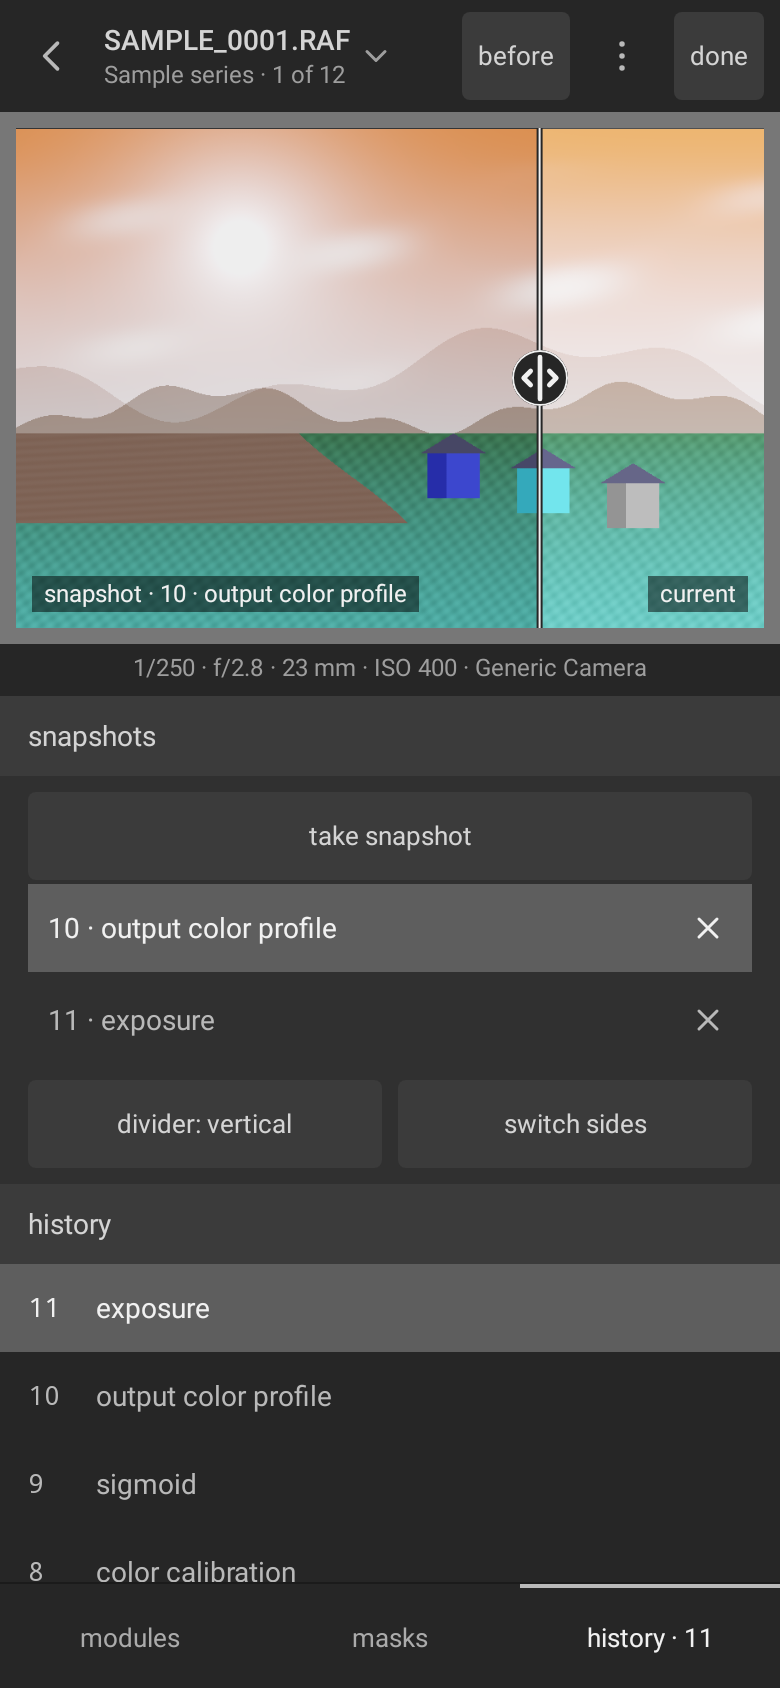 SAMPLE_0001.RAF
Sample series · 1 of 12
before
done
snapshot · 10 · output color profile
current
1/250 · f/2.8 · 23 mm · ISO 400 · Generic Camera
snapshots
take snapshot
10 · output color profile
11 · exposure
divider: vertical
switch sides
history
11 exposure
10 output color profile
9 sigmoid
8 color calibration
modules
masks
history · 11